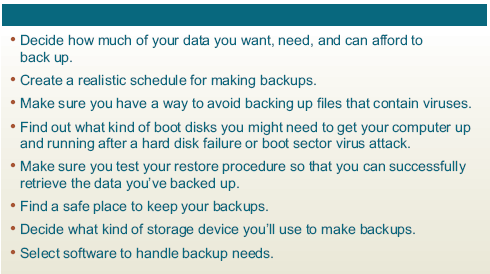 • Decide how much of your data you want, need, and can afford to
back up.
• Create a realistic schedule for making backups.
• Make sure you have a way to avoid backing up files that contain viruses.
• Find out what kind of boot disks you might need to get your computer up
and running after a hard disk failure or boot sector virus attack.
• Make sure you test your restore procedure so that you can successfully
retrieve the data you've backed up.
• Find a safe place to keep your backups.
• Decide what kind of storage device you'll use to make backups.
• Select software to handle backup needs.